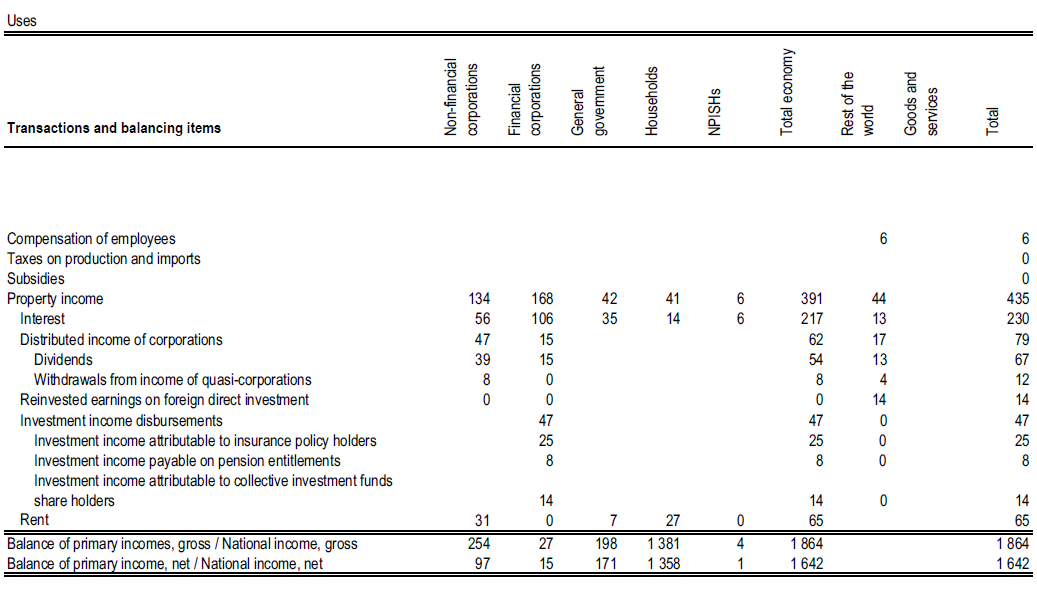 Uses
Transactions and balancing items Non-financial corporations Financial corporations General government Households NPISHs Total economy Rest of the world Goods and services Total
Compensation of employees 6 6
Taxes on production and imports 0
Subsidies 0
Property income 134 168 42 41 6 391 44 435
Interest 56 106 35 14 6 217 13 230
Distributed income of corporations 47 15 62 17 79
Dividends 39 15 54 13 67
Withdrawals from income of quasi-corporations 8 0 8 4 12
Reinvested earnings on foreign direct investment 0 0 0 14 14
Investment income disbursements 47 47 0 47
Investment income attributable to insurance policy holders 25 25 0 25
Investment income payable on pension entitlements 8 8 0 8
Investment income attributable to collective investment funds
share holders 14 14 0 14
Rent 31 0 7 27 0 65 65
Balance of primary incomes, gross / National income, gross 254 27 198 1 381 4 1 864 1 864
Balance of primary income, net / National income, net 97 15 171 1 358 1 1 642 1 642